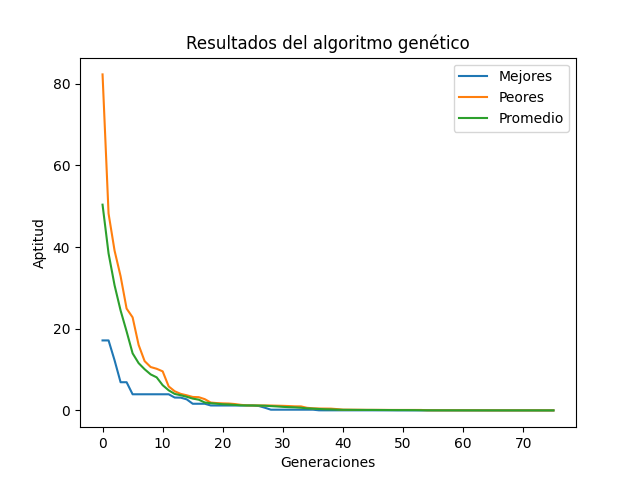 Resultados del algoritmo genético
Mejores
Peores
Promedio
80
60
40
20
0
Aptitud
0 10 20 30 40 50 60 70
Generaciones